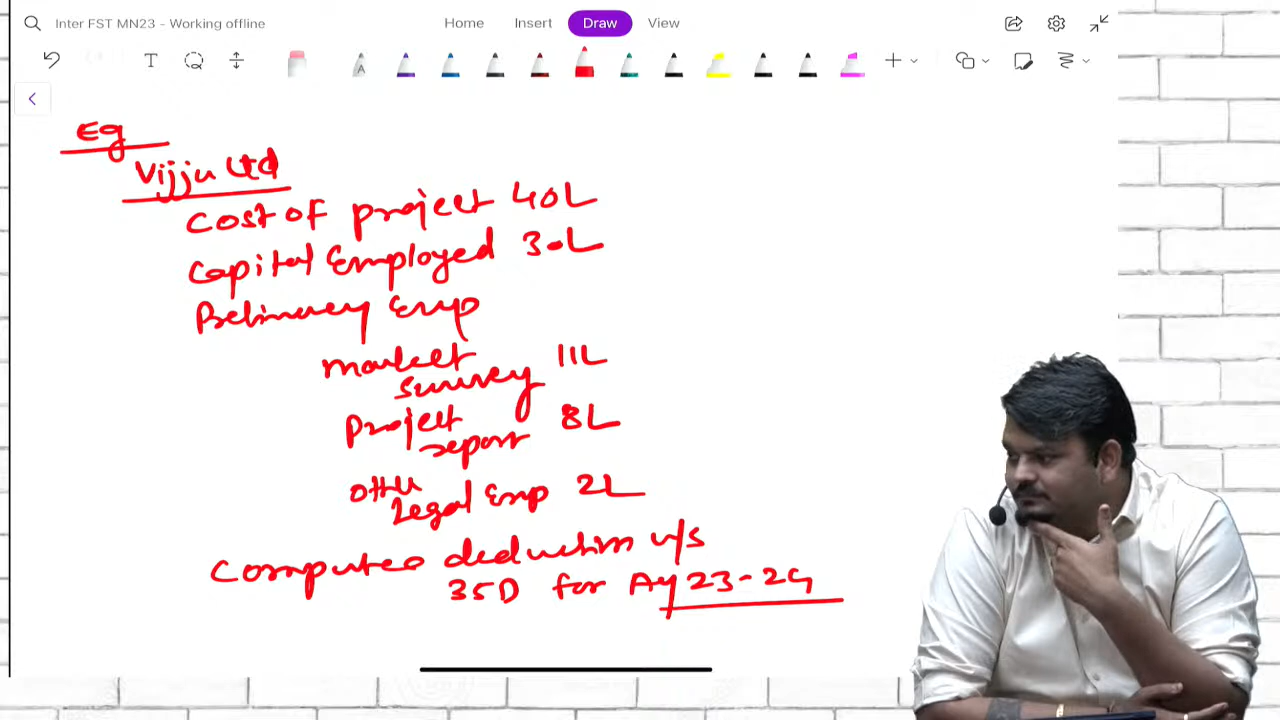 Inter FST MN23 - Working offline
Home Insert Draw View
T
A
Eg
Vijju Ltd
Cost of project 40L
Capital Employed 30L
Preliminary Exp
Market survey 11L
Project report 8L
Other Legal Exp 2L
Computes deduction u/s
35D for AY 23-24